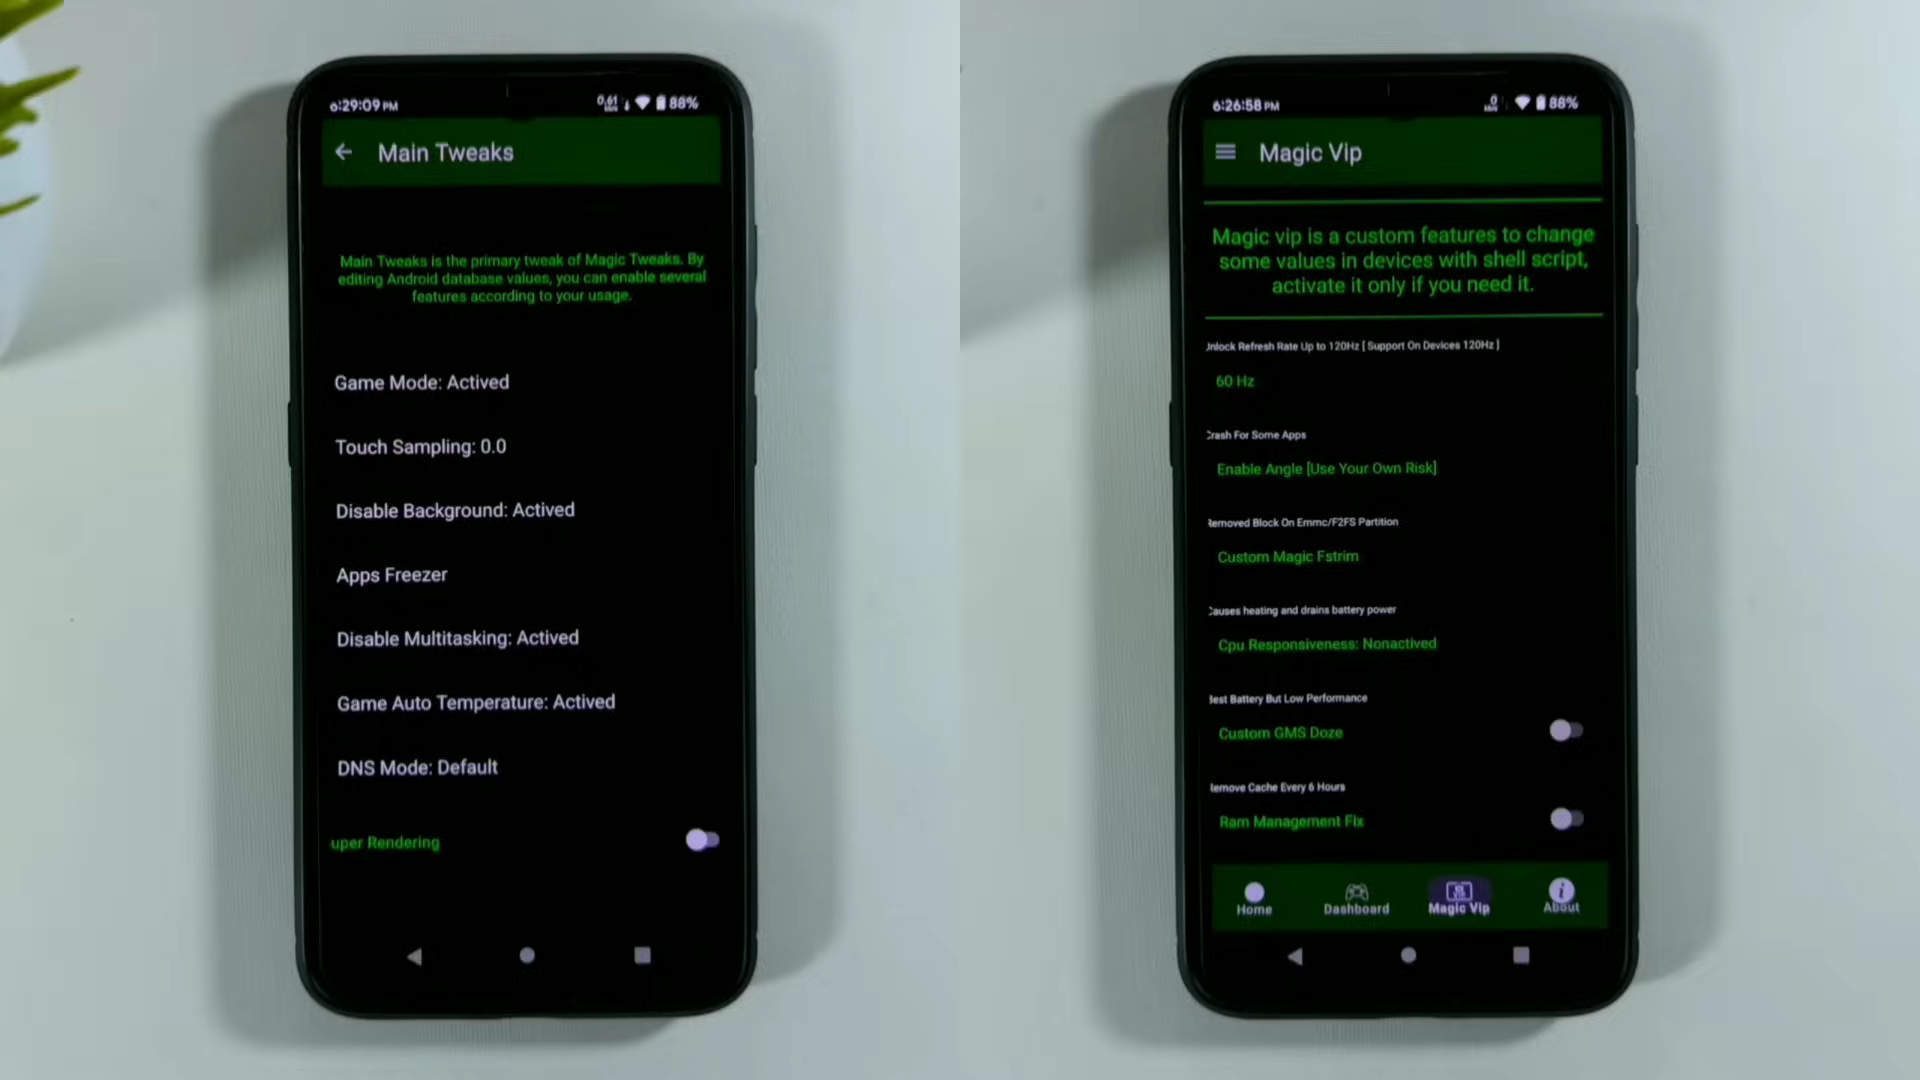 6:29:09 PM
0.61
88%
Main Tweaks
Main Tweaks is the primary tweak of Magic Tweaks. By
editing Android database values, you can enable several
features according to your usage.
Game Mode: Actived
Touch Sampling: 0.0
Disable Background: Actived
Apps Freezer
Disable Multitasking: Actived
Game Auto Temperature: Actived
DNS Mode: Default
uper Rendering
6:26:58 PM
0
88%
Magic Vip
Magic vip is a custom features to change
some values in devices with shell script,
activate it only if you need it.
Unlock Refresh Rate Up to 120Hz [ Support On Devices 120Hz ]
60 Hz
Crash For Some Apps
Enable Angle [Use Your Own Risk]
Removed Block On Emmc/F2FS Partition
Custom Magic Fstrim
Causes heating and drains battery power
Cpu Responsiveness: Nonactived
Best Battery But Low Performance
Custom GMS Doze
Remove Cache Every 6 Hours
Ram Management Fix
Home
Dashboard
Magic Vip
About